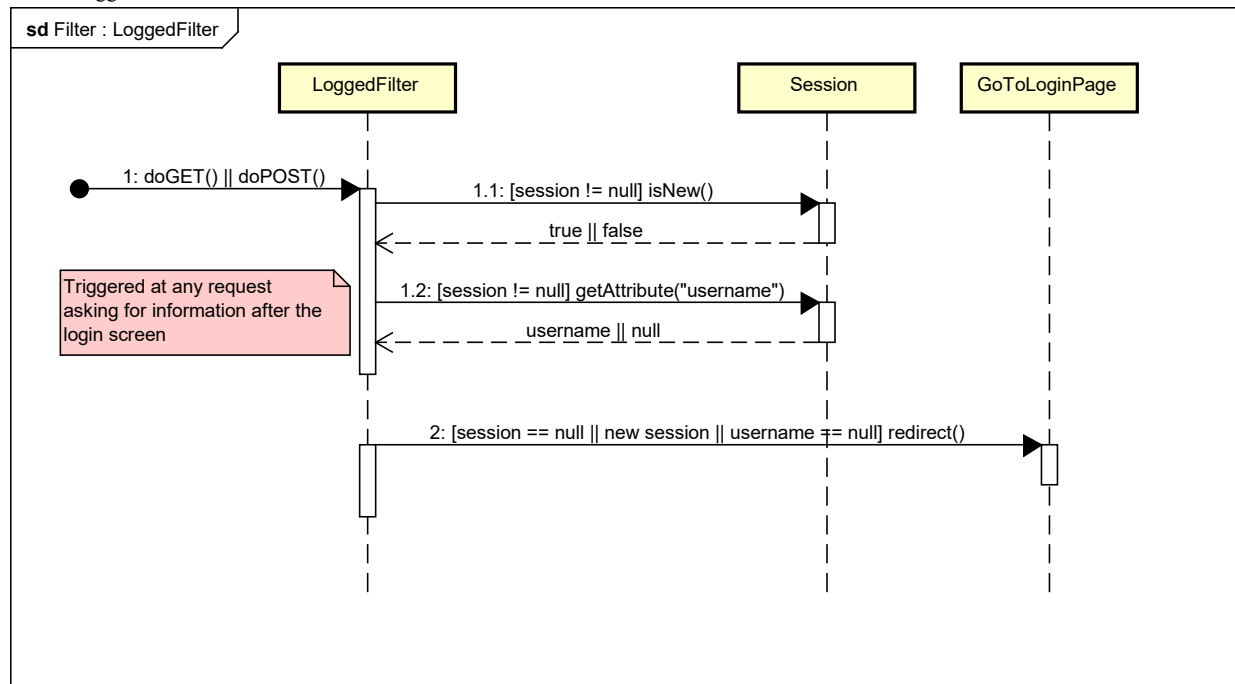 sd Filter : LoggedFilter
LoggedFilter
Session
GoToLoginPage
1: doGET() || doPOST()
1.1: [session != null] isNew()
true || false
Triggered at any request
asking for information after the
login screen
1.2: [session != null] getAttribute("username")
username || null
2: [session == null || new session || username == null] redirect()